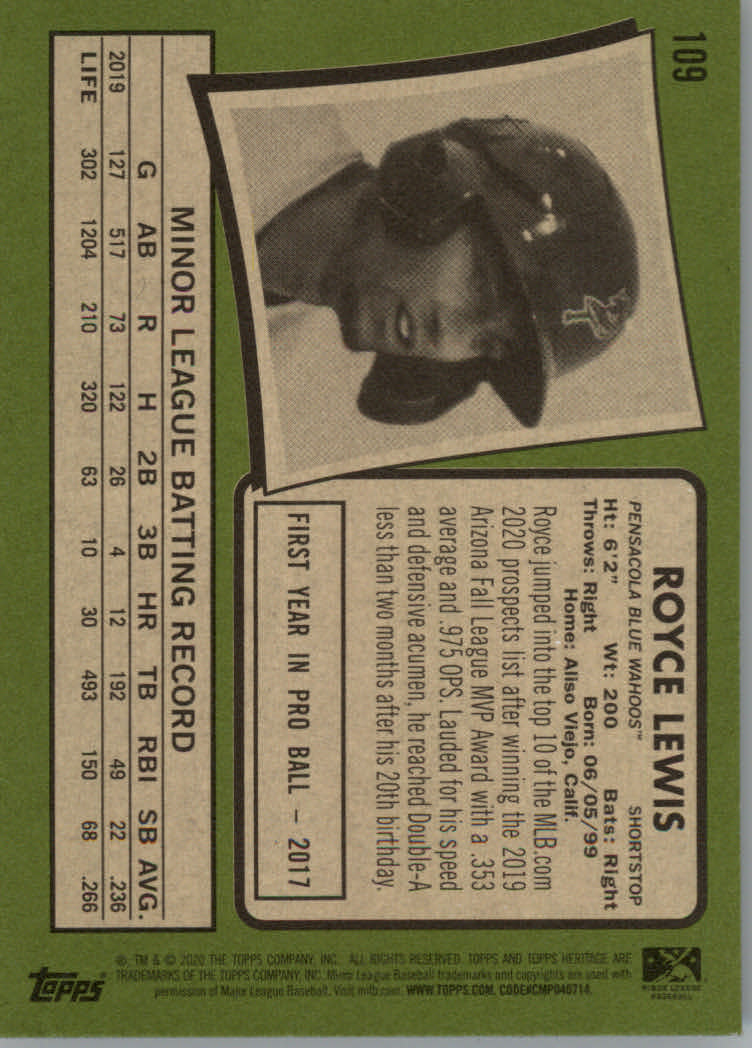 109
ROYCE LEWIS
PENSACOLA BLUE WAHOOS™ SHORTSTOP
Ht: 6'2" Wt: 200 Bats: Right
Throws: Right Born: 06/05/99
Home: Aliso Viejo, Calif.
Royce jumped into the top 10 of the MLB.com
2020 prospects list after winning the 2019
Arizona Fall League MVP Award with a .353
average and .975 OPS. Lauded for his speed
and defensive acumen, he reached Double-A
less than two months after his 20th birthday.
FIRST YEAR IN PRO BALL – 2017
MINOR LEAGUE BATTING RECORD
G AB R H 2B 3B HR TB RBI SB AVG.
2019 127 517 73 122 26 4 12 192 49 22 .236
LIFE 302 1204 210 320 63 10 30 493 150 68 .266
MINOR LEAGUE
BASEBALL
®, TM & © 2020 THE TOPPS COMPANY, INC. ALL RIGHTS RESERVED. TOPPS AND TOPPS HERITAGE ARE
TRADEMARKS OF THE TOPPS COMPANY, INC. Minor League Baseball trademarks and copyrights are used with
permission of Minor League Baseball. Visit milb.com. WWW.TOPPS.COM. CODE#CMP040714.
topps